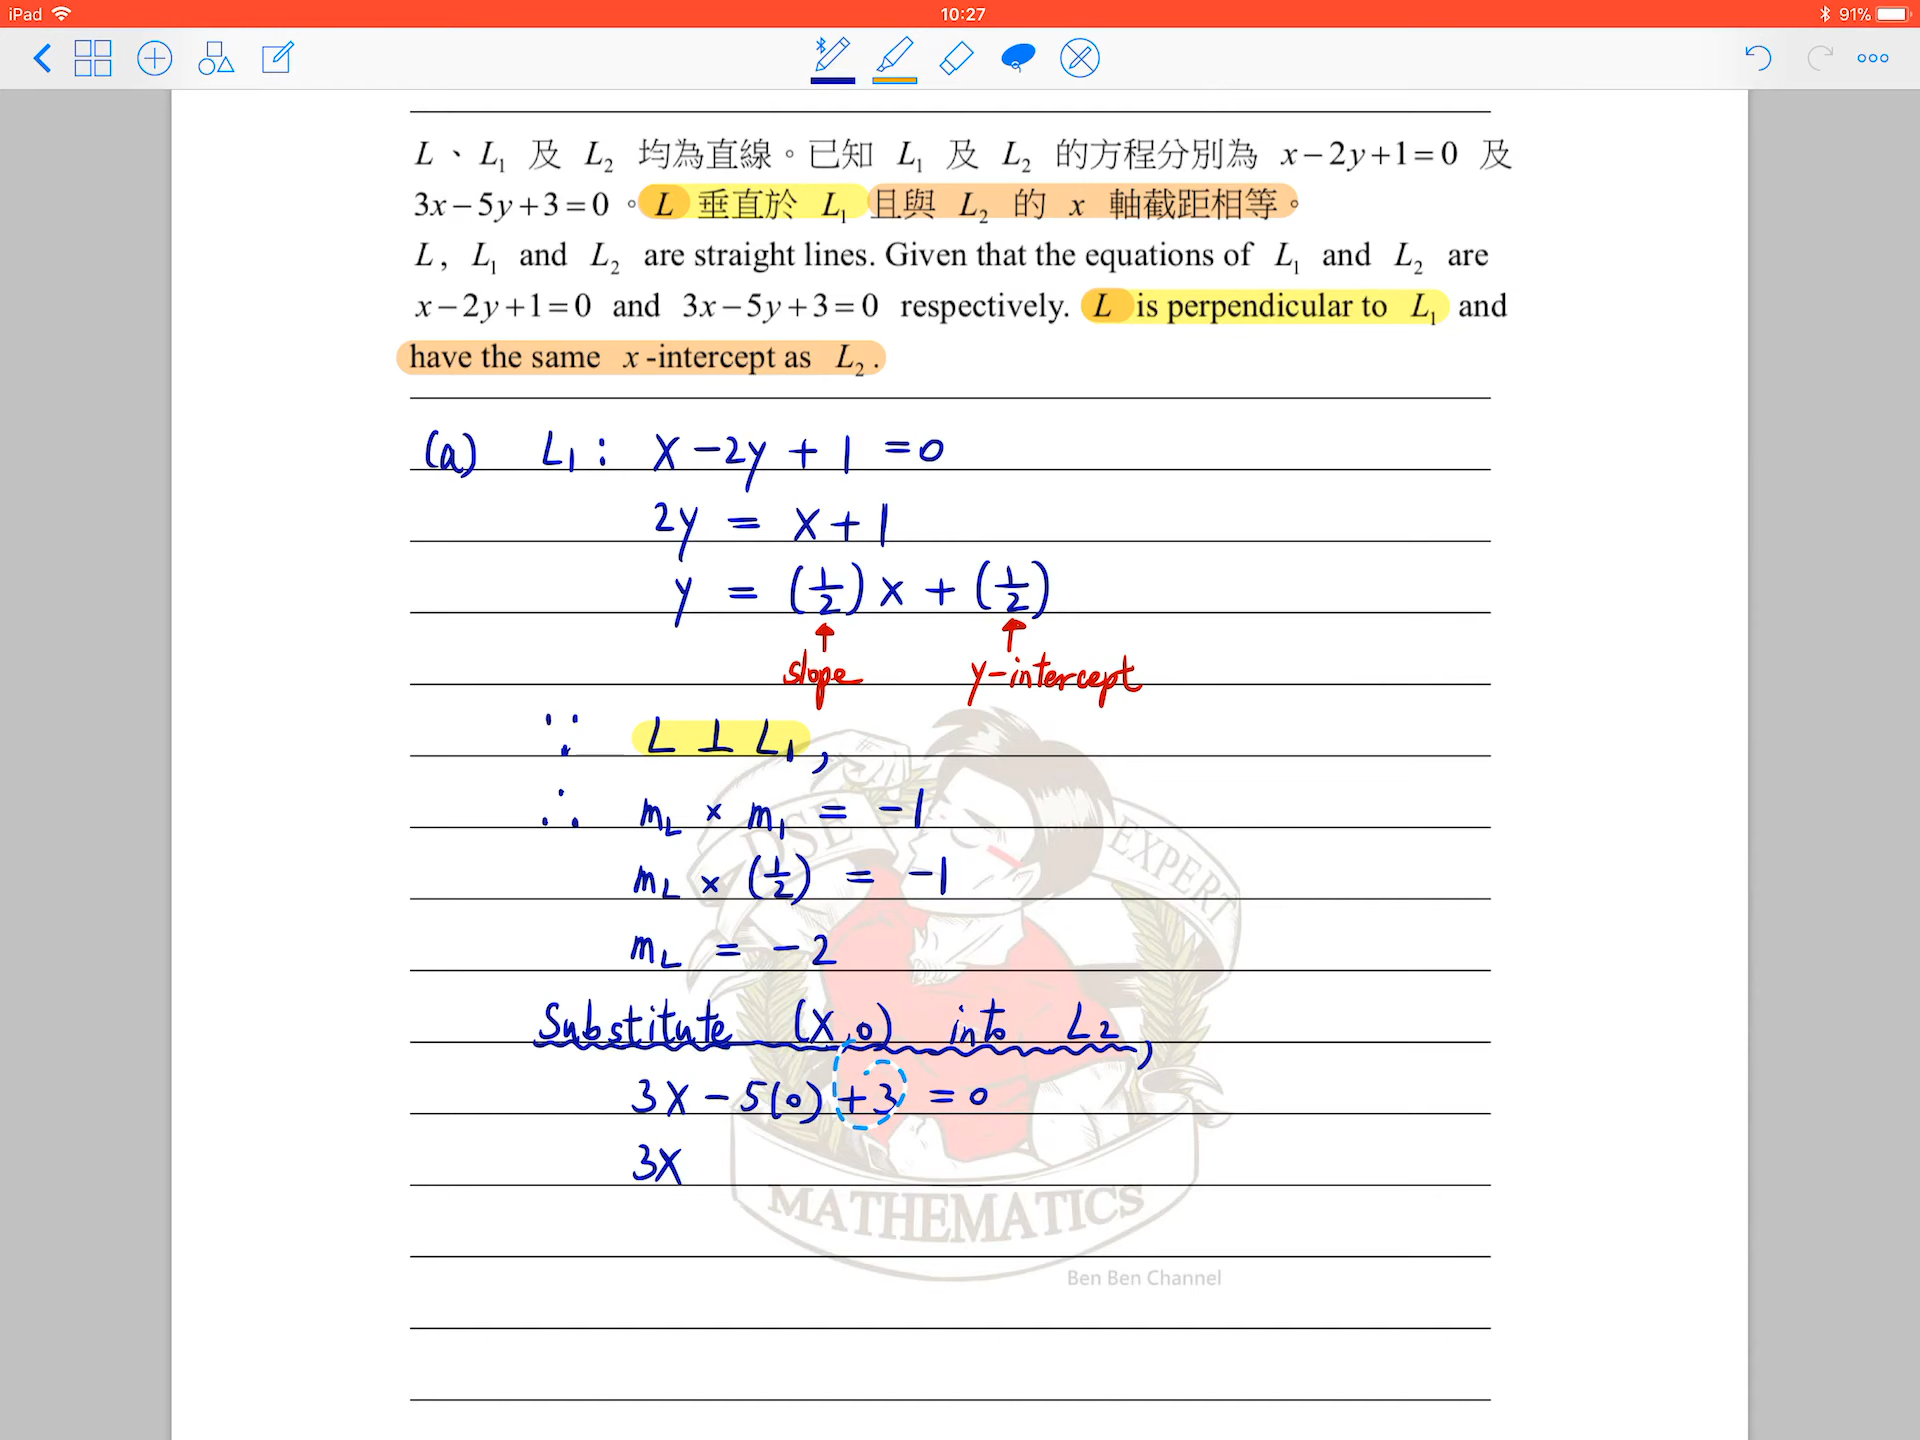 iPad 10:27 91%
L、L₁ 及 L₂ 均為直線。已知 L₁ 及 L₂ 的方程分別為 x−2y+1=0 及
3x−5y+3=0 。L 垂直於 L₁ 且與 L₂ 的 x 軸截距相等。
L, L₁ and L₂ are straight lines. Given that the equations of L₁ and L₂ are
x−2y+1=0 and 3x−5y+3=0 respectively. L is perpendicular to L₁ and
have the same x-intercept as L₂.
(a) L₁: x−2y+1=0
2y = x+1
y = (1/2)x + (1/2)
slope y-intercept
∵ L ⊥ L₁,
∴ m_L × m₁ = −1
m_L × (1/2) = −1
m_L = −2
Substitute (x,0) into L₂,
3x−5(0)+3 = 0
3x
DSE EXPERT
MATHEMATICS
Ben Ben Channel